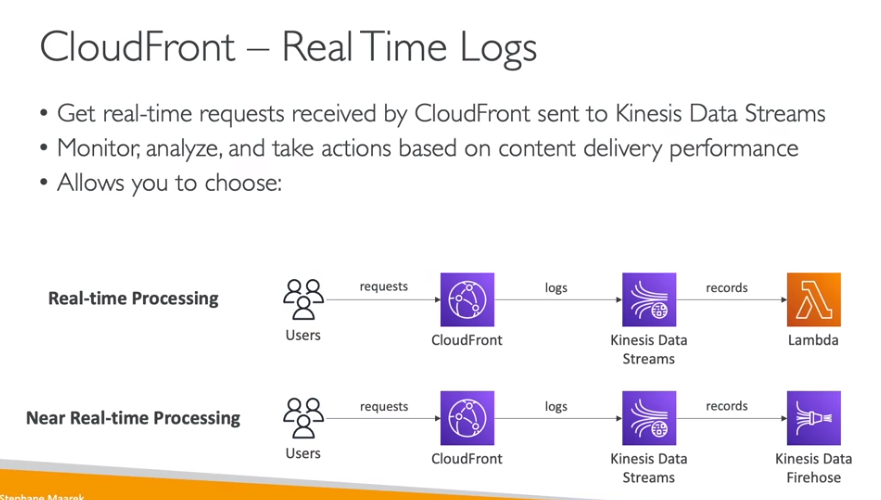 CloudFront – Real Time Logs
• Get real-time requests received by CloudFront sent to Kinesis Data Streams
• Monitor, analyze, and take actions based on content delivery performance
• Allows you to choose:
Real-time Processing
requests
logs
records
Users
CloudFront
Kinesis Data
Streams
Lambda
Near Real-time Processing
requests
logs
records
Users
CloudFront
Kinesis Data
Streams
Kinesis Data
Firehose
Stephane Maarek